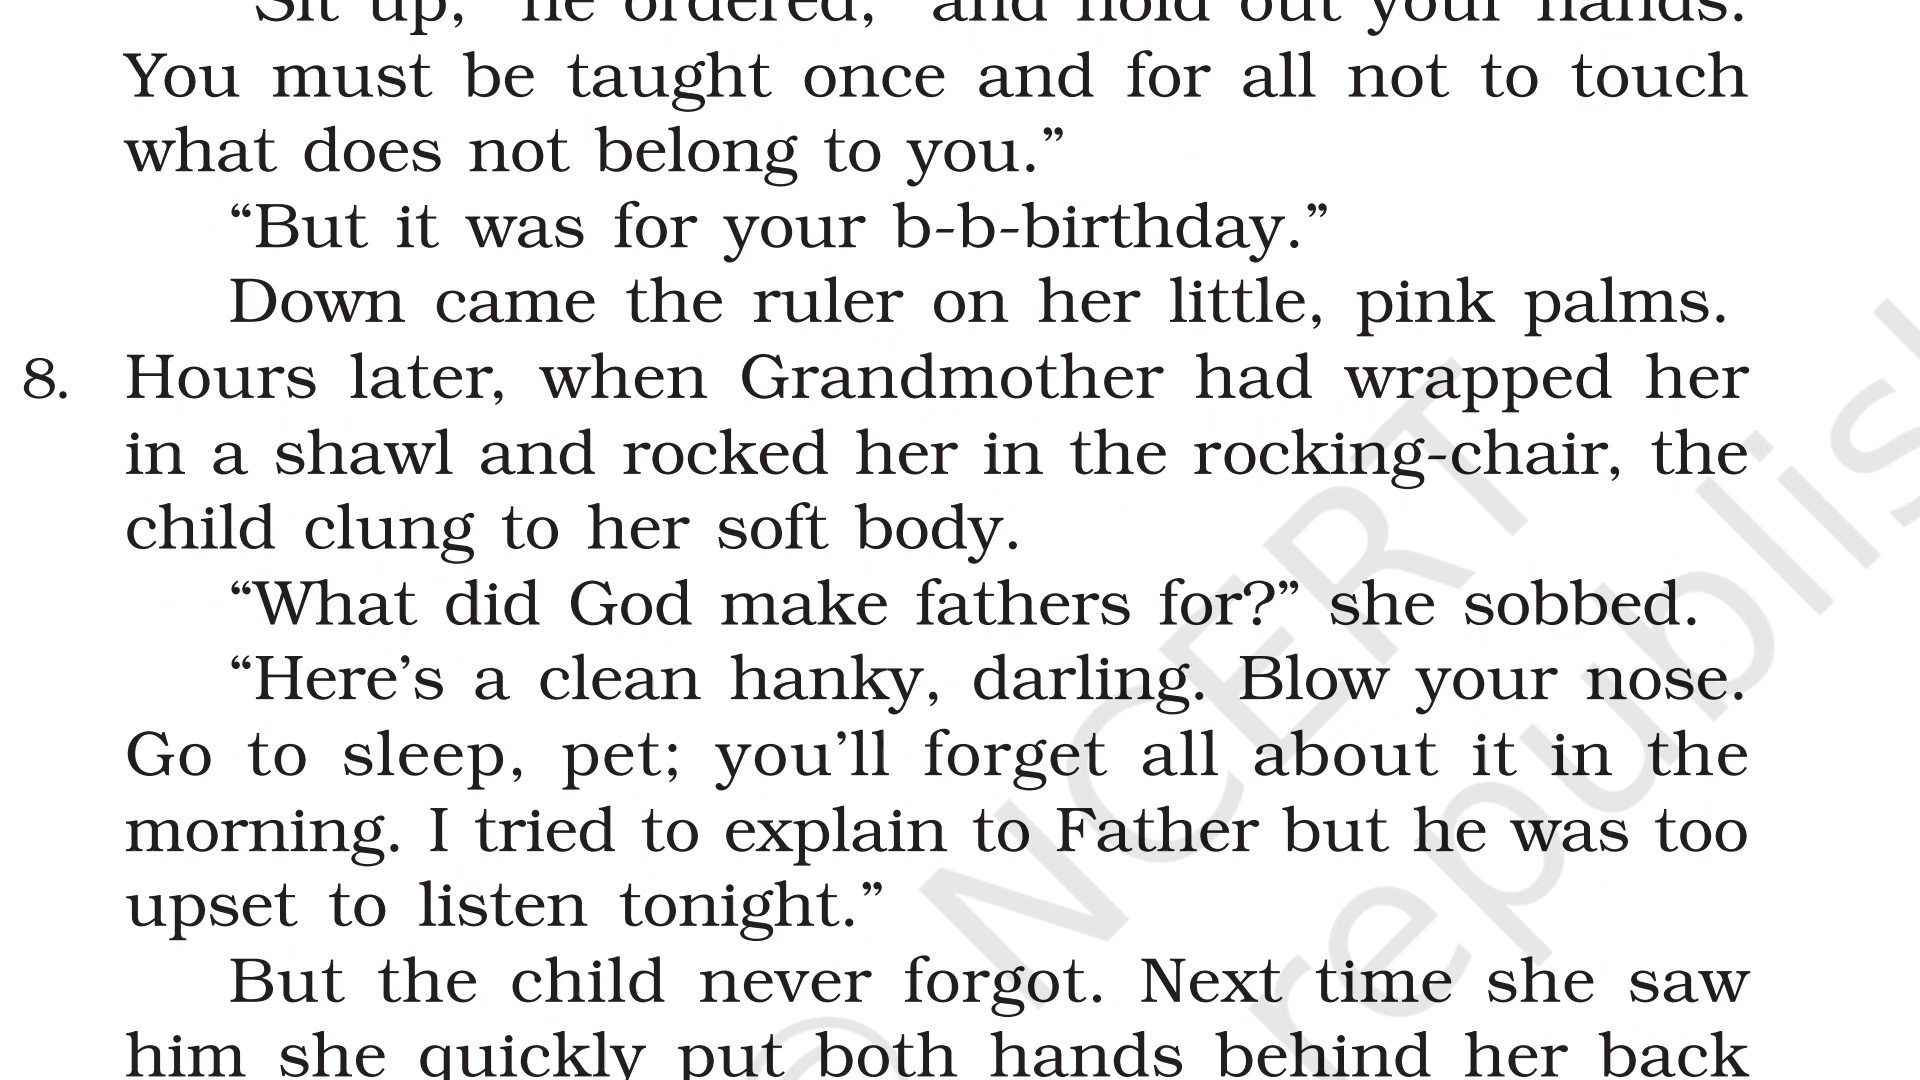 “Sit up,” he ordered, “and hold out your hands.
You must be taught once and for all not to touch
what does not belong to you.”
“But it was for your b-b-birthday.”
Down came the ruler on her little, pink palms.
8. Hours later, when Grandmother had wrapped her
in a shawl and rocked her in the rocking-chair, the
child clung to her soft body.
“What did God make fathers for?” she sobbed.
“Here’s a clean hanky, darling. Blow your nose.
Go to sleep, pet; you’ll forget all about it in the
morning. I tried to explain to Father but he was too
upset to listen tonight.”
But the child never forgot. Next time she saw
him she quickly put both hands behind her back
© NCERT
republis